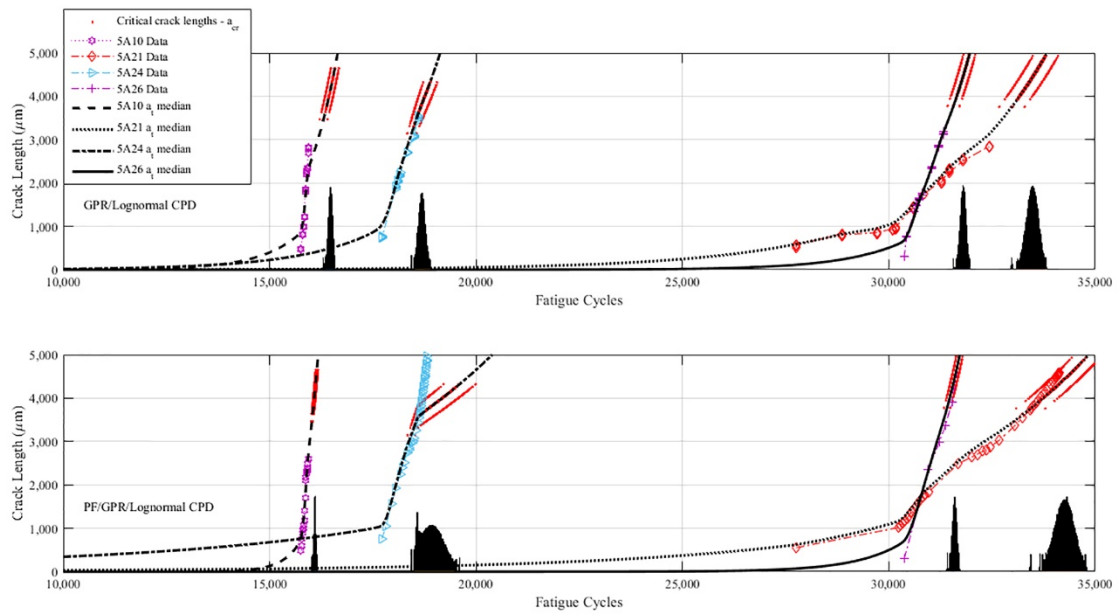 Critical crack lengths - a_cr
5A10 Data
5A21 Data
5A24 Data
5A26 Data
5A10 a_t median
5A21 a_t median
5A24 a_t median
5A26 a_t median
GPR/Lognormal CPD
Crack Length (μm)
5,000
4,000
3,000
2,000
1,000
0
10,000 15,000 20,000 25,000 30,000 35,000
Fatigue Cycles
PF/GPR/Lognormal CPD
Crack Length (μm)
5,000
4,000
3,000
2,000
1,000
0
10,000 15,000 20,000 25,000 30,000 35,000
Fatigue Cycles